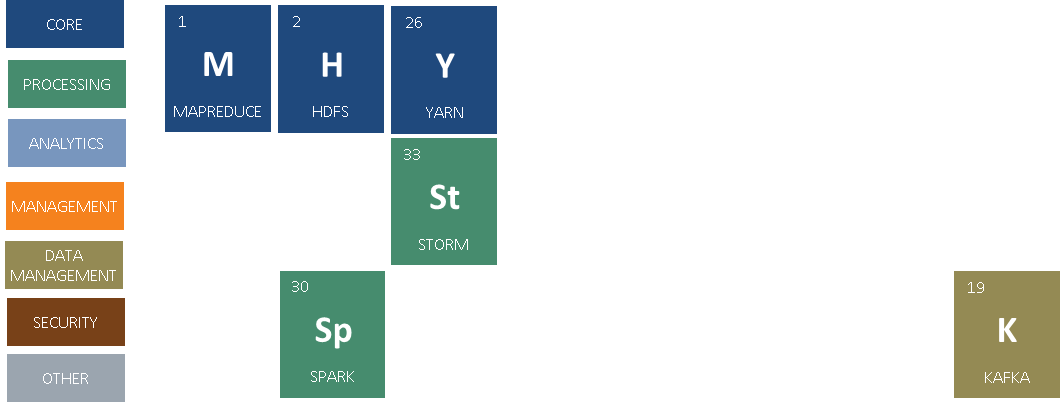 CORE
PROCESSING
ANALYTICS
MANAGEMENT
DATA
MANAGEMENT
SECURITY
OTHER
1
M
MAPREDUCE
2
H
HDFS
26
Y
YARN
33
St
STORM
30
Sp
SPARK
19
K
KAFKA